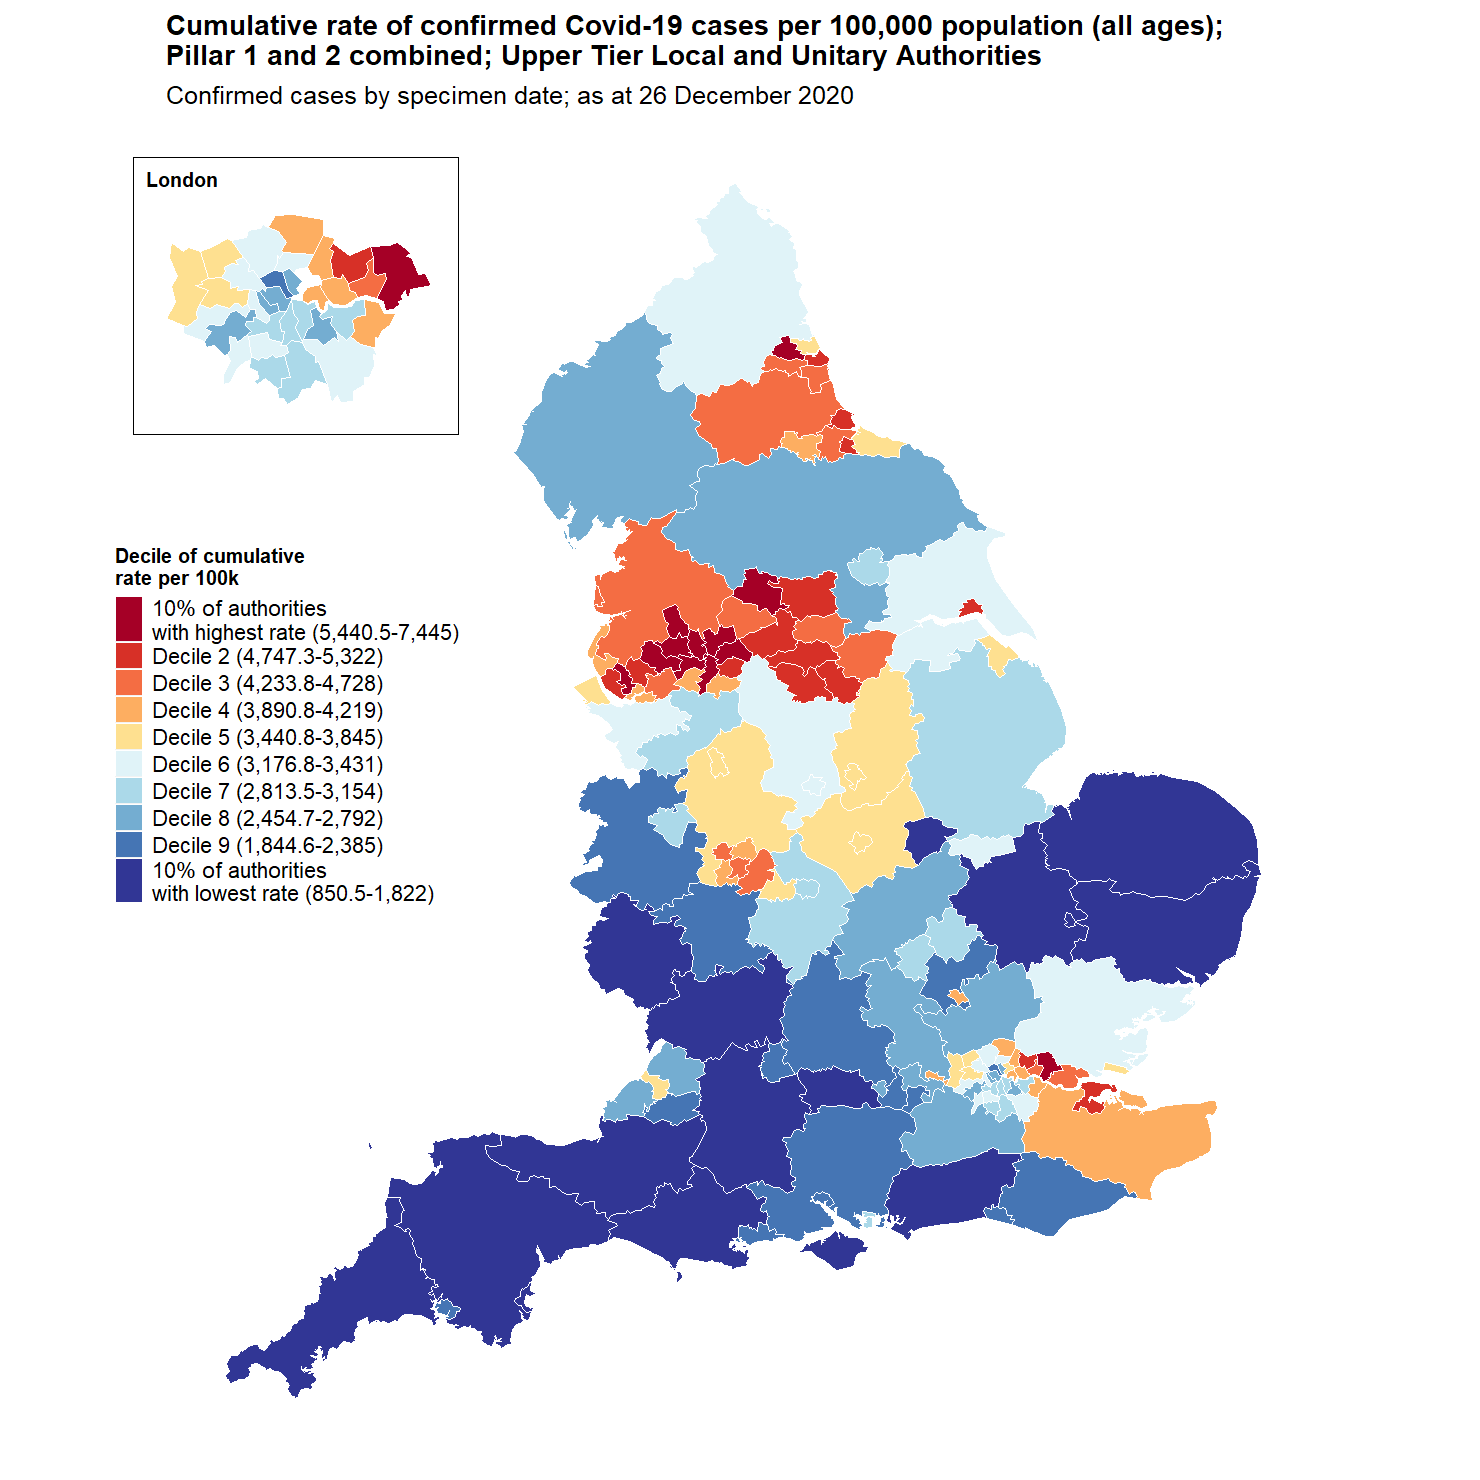 Cumulative rate of confirmed Covid-19 cases per 100,000 population (all ages);
Pillar 1 and 2 combined; Upper Tier Local and Unitary Authorities
Confirmed cases by specimen date; as at 26 December 2020
London
Decile of cumulative
rate per 100k
10% of authorities
with highest rate (5,440.5-7,445)
Decile 2 (4,747.3-5,322)
Decile 3 (4,233.8-4,728)
Decile 4 (3,890.8-4,219)
Decile 5 (3,440.8-3,845)
Decile 6 (3,176.8-3,431)
Decile 7 (2,813.5-3,154)
Decile 8 (2,454.7-2,792)
Decile 9 (1,844.6-2,385)
10% of authorities
with lowest rate (850.5-1,822)